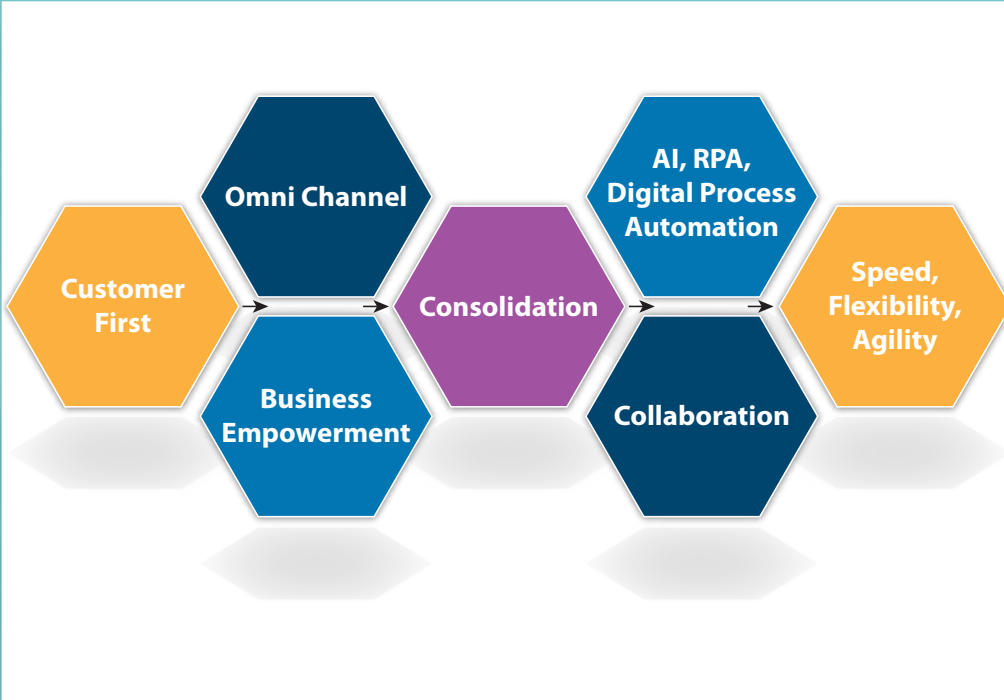 Customer
First
Omni Channel
Business
Empowerment
Consolidation
AI, RPA,
Digital Process
Automation
Collaboration
Speed,
Flexibility,
Agility